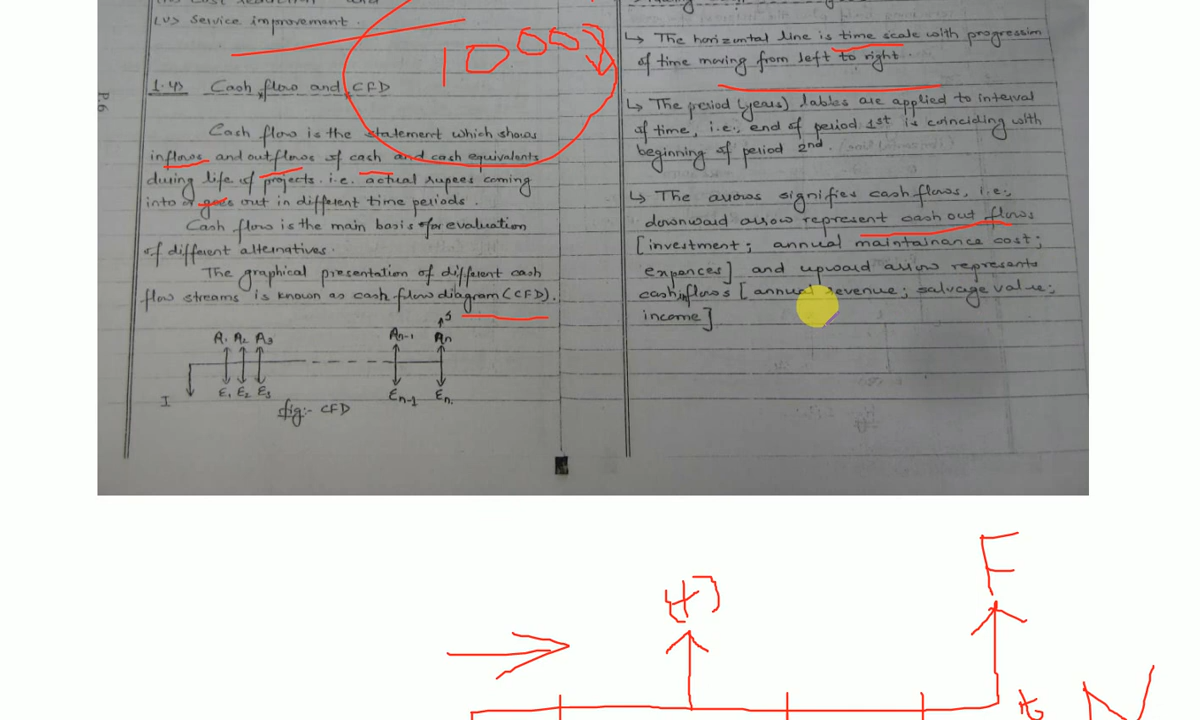 Service improvement.
1.4) Cash flow and CFD
Cash flow is the statement which shows
inflows and outflows of cash and cash equivalents
during life of projects. i.e. actual rupees coming
into or goes out in different time periods.
Cash flow is the main basis for evaluation
of different alternatives.
The graphical presentation of different cash
flow streams is known as cash flow diagram (CFD).
S
A1 A2 A3 An-1 An
I E1 E2 E3 En-1 En.
fig:- CFD
P.6
1000
↳ The horizontal line is time scale with progression
of time moving from left to right.
↳ The period (years) lables are applied to interval
of time, i.e., end of period 1st is coinciding with
beginning of period 2nd.
↳ The arrows signifies cash flows, i.e.,
downward arrow represent cash out flows
[investment; annual maintainance cost;
expances] and upward arrow represents
cash inflows [annual revenue; salvage value;
income]
F
(+)
N